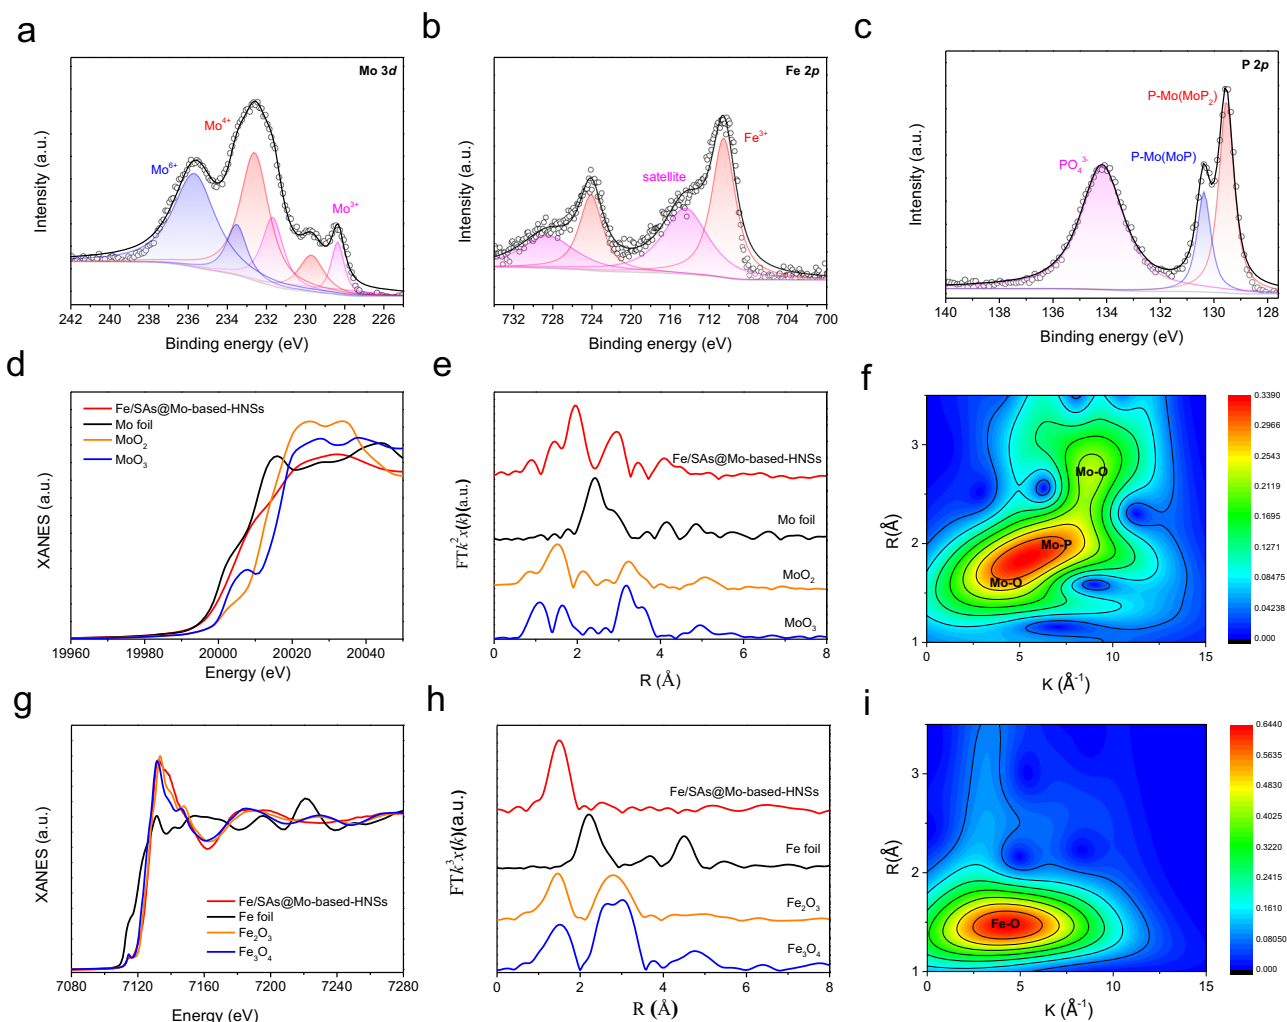 a
Mo 3d
Mo4+
Mo6+
Mo3+
Intensity (a.u.)
242 240 238 236 234 232 230 228 226
Binding energy (eV)
b
Fe 2p
Fe3+
satellite
Intensity (a.u.)
732 728 724 720 716 712 708 704 700
Binding energy (eV)
c
P 2p
P-Mo(MoP2)
P-Mo(MoP)
PO43-
Intensity (a.u.)
140 138 136 134 132 130 128
Binding energy (eV)
d
Fe/SAs@Mo-based-HNSs
Mo foil
MoO2
MoO3
XANES (a.u.)
19960 19980 20000 20020 20040
Energy (eV)
e
Fe/SAs@Mo-based-HNSs
Mo foil
MoO2
MoO3
FTk2x(k)(a.u.)
0 2 4 6 8
R (Å)
f
Mo-O
Mo-P
Mo-O
R(Å)
3
2
1
0 5 10 15
K (Å-1)
0.3390
0.2966
0.2543
0.2119
0.1695
0.1271
0.08475
0.04238
0.000
g
Fe/SAs@Mo-based-HNSs
Fe foil
Fe2O3
Fe3O4
XANES (a.u.)
7080 7120 7160 7200 7240 7280
Energy (eV)
h
Fe/SAs@Mo-based-HNSs
Fe foil
Fe2O3
Fe3O4
FTk3x(k)(a.u.)
0 2 4 6 8
R (Å)
i
Fe-O
R(Å)
3
2
1
0 5 10 15
K (Å-1)
0.6440
0.5635
0.4830
0.4025
0.3220
0.2415
0.1610
0.08050
0.000